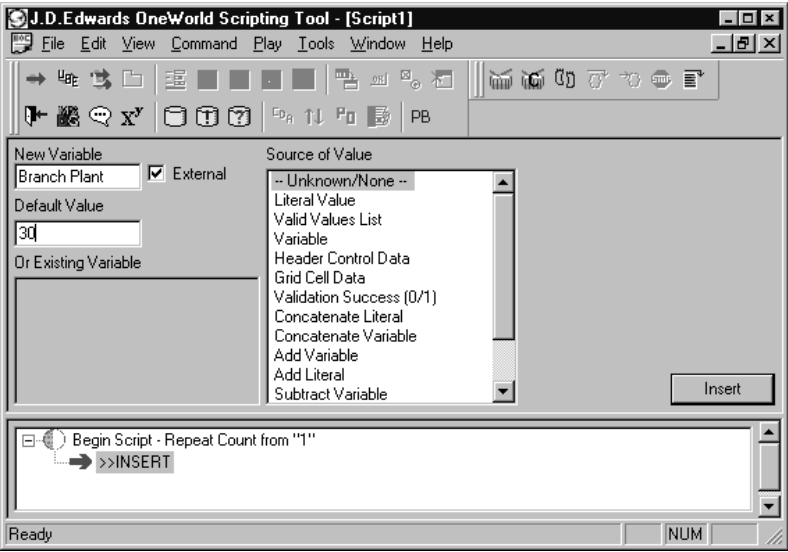 J.D.Edwards OneWorld Scripting Tool - [Script1]
File Edit View Command Play Tools Window Help
UBE
x^y PB
New Variable
Branch Plant
External
Default Value
30
Or Existing Variable
Source of Value
-- Unknown/None --
Literal Value
Valid Values List
Variable
Header Control Data
Grid Cell Data
Validation Success (0/1)
Concatenate Literal
Concatenate Variable
Add Variable
Add Literal
Subtract Variable
Insert
Begin Script - Repeat Count from "1"
>>INSERT
Ready NUM